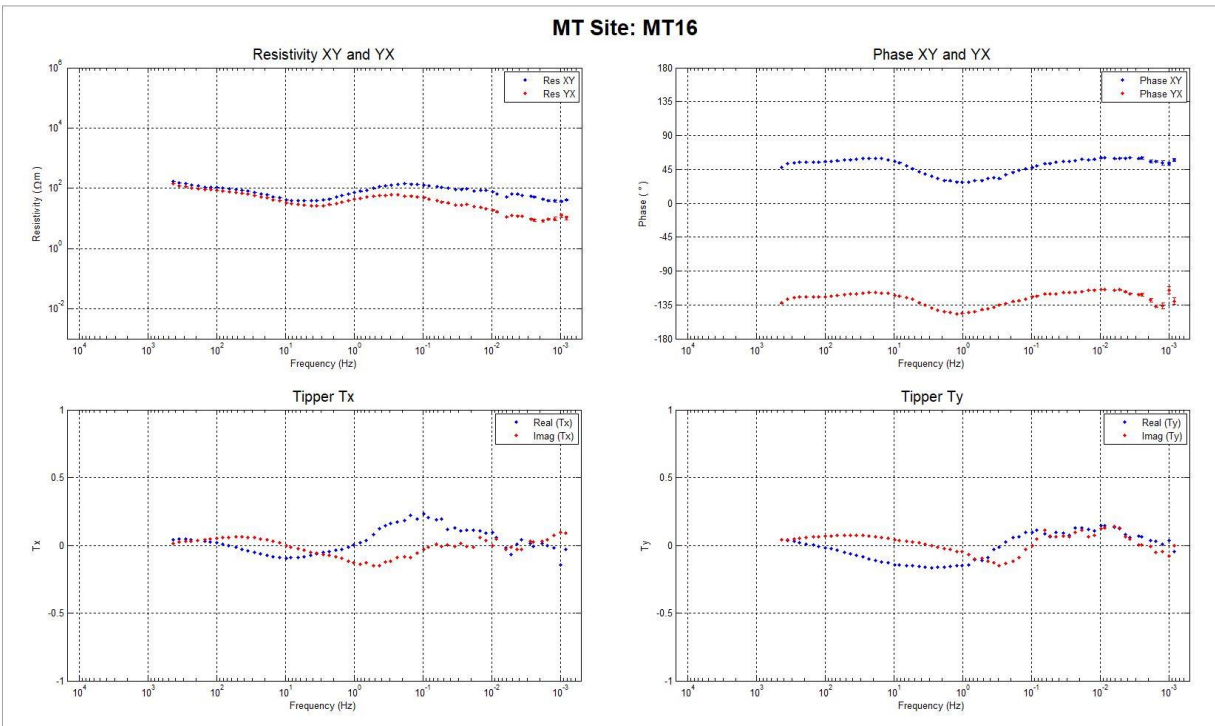 MT Site: MT16
Resistivity XY and YX
Res XY
Res YX
10^6
10^4
10^2
10^0
10^-2
Resistivity (Ωm)
10^4 10^3 10^2 10^1 10^0 10^-1 10^-2 10^-3
Frequency (Hz)
Phase XY and YX
Phase XY
Phase YX
180
135
90
45
0
-45
-90
-135
-180
Phase (°)
10^4 10^3 10^2 10^1 10^0 10^-1 10^-2 10^-3
Frequency (Hz)
Tipper Tx
Real (Tx)
Imag (Tx)
1
0.5
0
-0.5
-1
Tx
10^4 10^3 10^2 10^1 10^0 10^-1 10^-2 10^-3
Frequency (Hz)
Tipper Ty
Real (Ty)
Imag (Ty)
1
0.5
0
-0.5
-1
Ty
10^4 10^3 10^2 10^1 10^0 10^-1 10^-2 10^-3
Frequency (Hz)